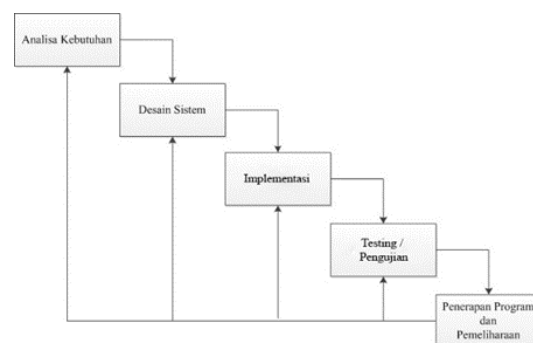 Analisa Kebutuhan
Desain Sistem
Implementasi
Testing /
Pengujian
Penerapan Program
dan
Pemeliharaan